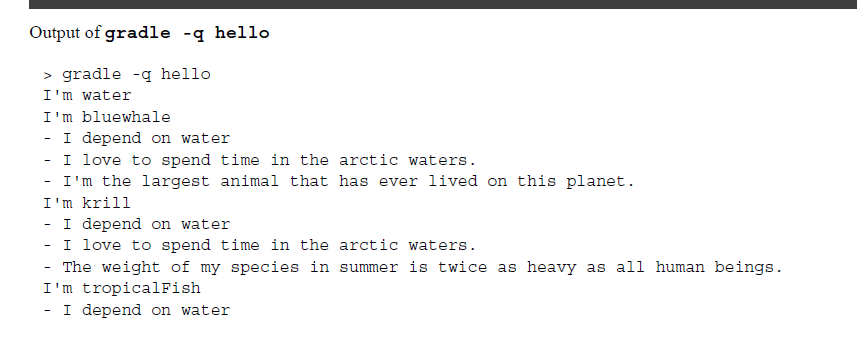 Output of gradle -q hello
> gradle -q hello
I'm water
I'm bluewhale
- I depend on water
- I love to spend time in the arctic waters.
- I'm the largest animal that has ever lived on this planet.
I'm krill
- I depend on water
- I love to spend time in the arctic waters.
- The weight of my species in summer is twice as heavy as all human beings.
I'm tropicalFish
- I depend on water